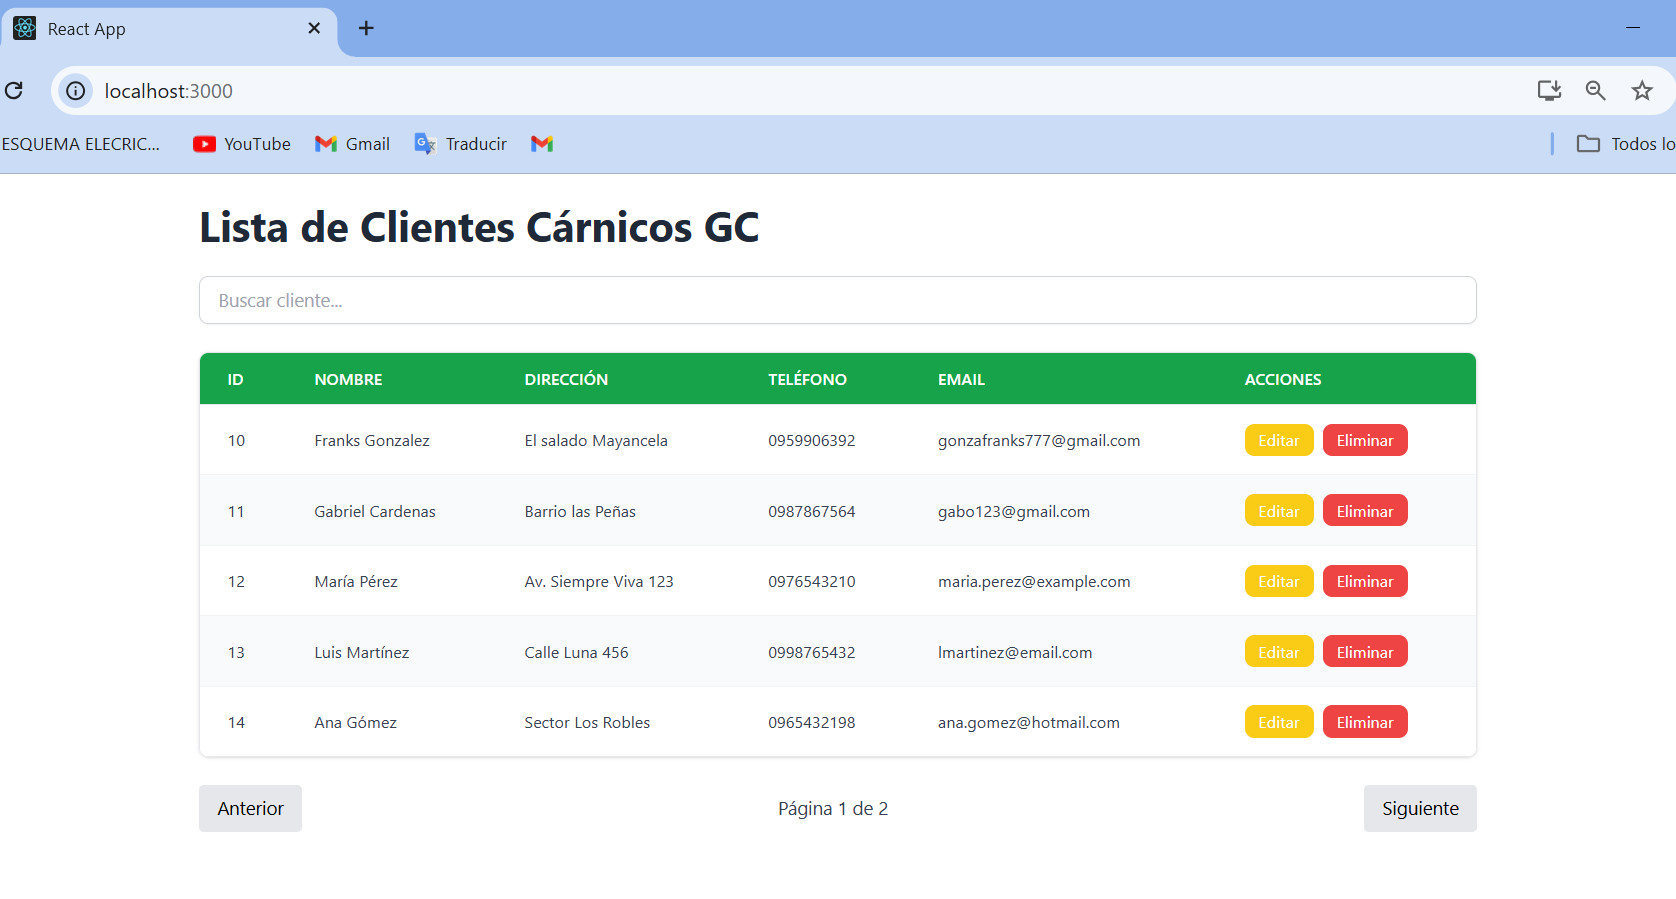 React App
localhost:3000
ESQUEMA ELECRIC... YouTube Gmail Traducir Todos lo
Lista de Clientes Cárnicos GC
Buscar cliente...
ID NOMBRE DIRECCIÓN TELÉFONO EMAIL ACCIONES
10 Franks Gonzalez El salado Mayancela 0959906392 gonzafranks777@gmail.com Editar Eliminar
11 Gabriel Cardenas Barrio las Peñas 0987867564 gabo123@gmail.com Editar Eliminar
12 María Pérez Av. Siempre Viva 123 0976543210 maria.perez@example.com Editar Eliminar
13 Luis Martínez Calle Luna 456 0998765432 lmartinez@email.com Editar Eliminar
14 Ana Gómez Sector Los Robles 0965432198 ana.gomez@hotmail.com Editar Eliminar
Anterior Página 1 de 2 Siguiente